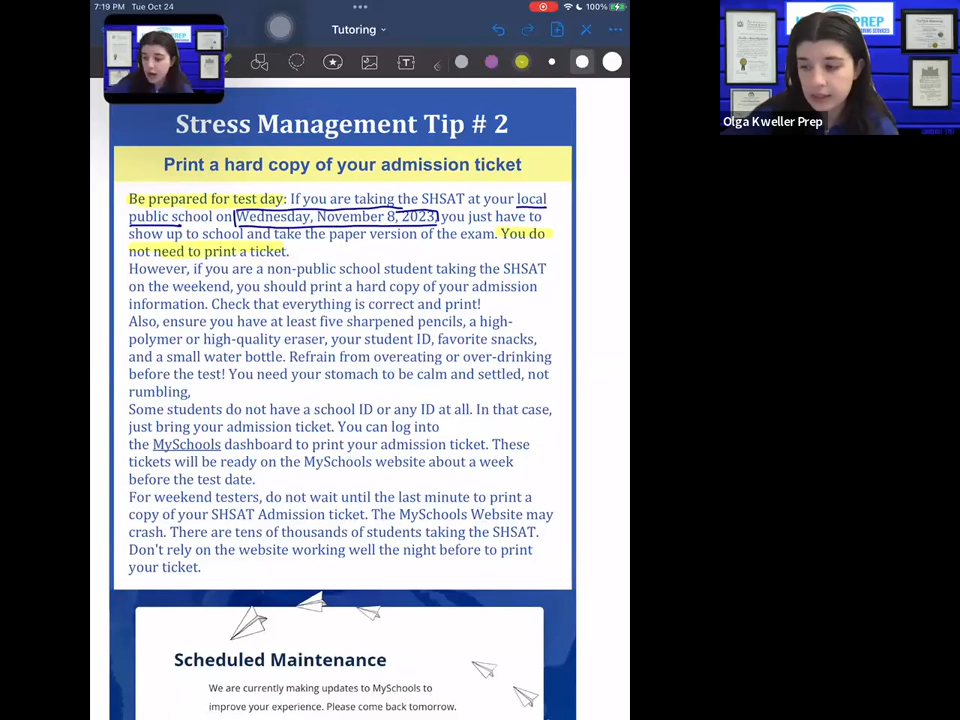 7:19 PM Tue Oct 24
100%
Tutoring
PREP
Olga Kweller Prep
Stress Management Tip # 2
Print a hard copy of your admission ticket
Be prepared for test day: If you are taking the SHSAT at your local
public school on Wednesday, November 8, 2023, you just have to
show up to school and take the paper version of the exam. You do
not need to print a ticket.
However, if you are a non-public school student taking the SHSAT
on the weekend, you should print a hard copy of your admission
information. Check that everything is correct and print!
Also, ensure you have at least five sharpened pencils, a high-
polymer or high-quality eraser, your student ID, favorite snacks,
and a small water bottle. Refrain from overeating or over-drinking
before the test! You need your stomach to be calm and settled, not
rumbling,
Some students do not have a school ID or any ID at all. In that case,
just bring your admission ticket. You can log into
the MySchools dashboard to print your admission ticket. These
tickets will be ready on the MySchools website about a week
before the test date.
For weekend testers, do not wait until the last minute to print a
copy of your SHSAT Admission ticket. The MySchools Website may
crash. There are tens of thousands of students taking the SHSAT.
Don't rely on the website working well the night before to print
your ticket.
Scheduled Maintenance
We are currently making updates to MySchools to
improve your experience. Please come back tomorrow.